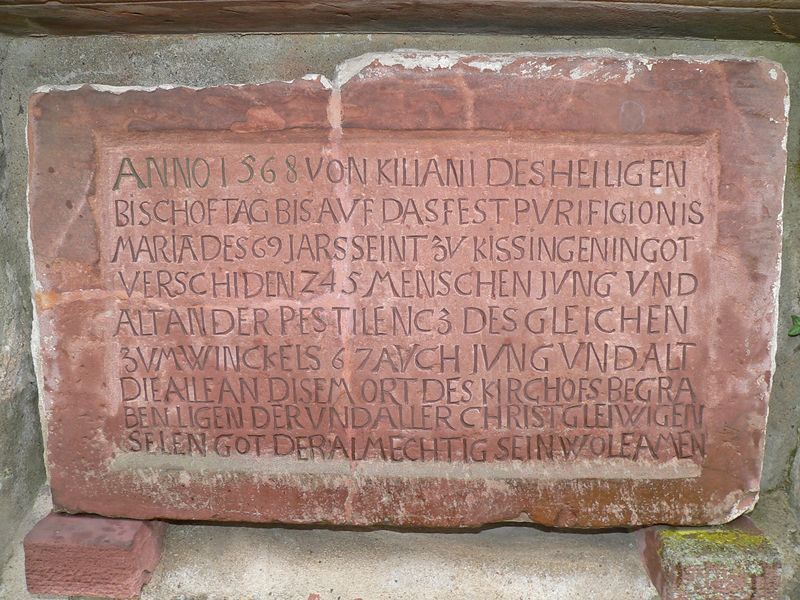 ANNO 1568 VON KILIANI DES HEILIGEN
BISCHOF TAG BIS AVF DAS FEST PVRIFIGIONIS
MARIA DES 69 JARS SEINT ZV KISSINGEN IN GOT
VERSCHIDEN 245 MENSCHEN JVNG VND
ALT AN DER PESTILENCZ DES GLEICHEN
ZVM WINCKELS 67 AVCH JVNG VND ALT
DIE ALLE AN DISEM ORT DES KIRCHOFS BEGRA
BEN LIGEN DER VND ALLER CHRISTGLEIWIGEN
SELEN GOT DER ALMECHTIG SEIN WOLE AMEN